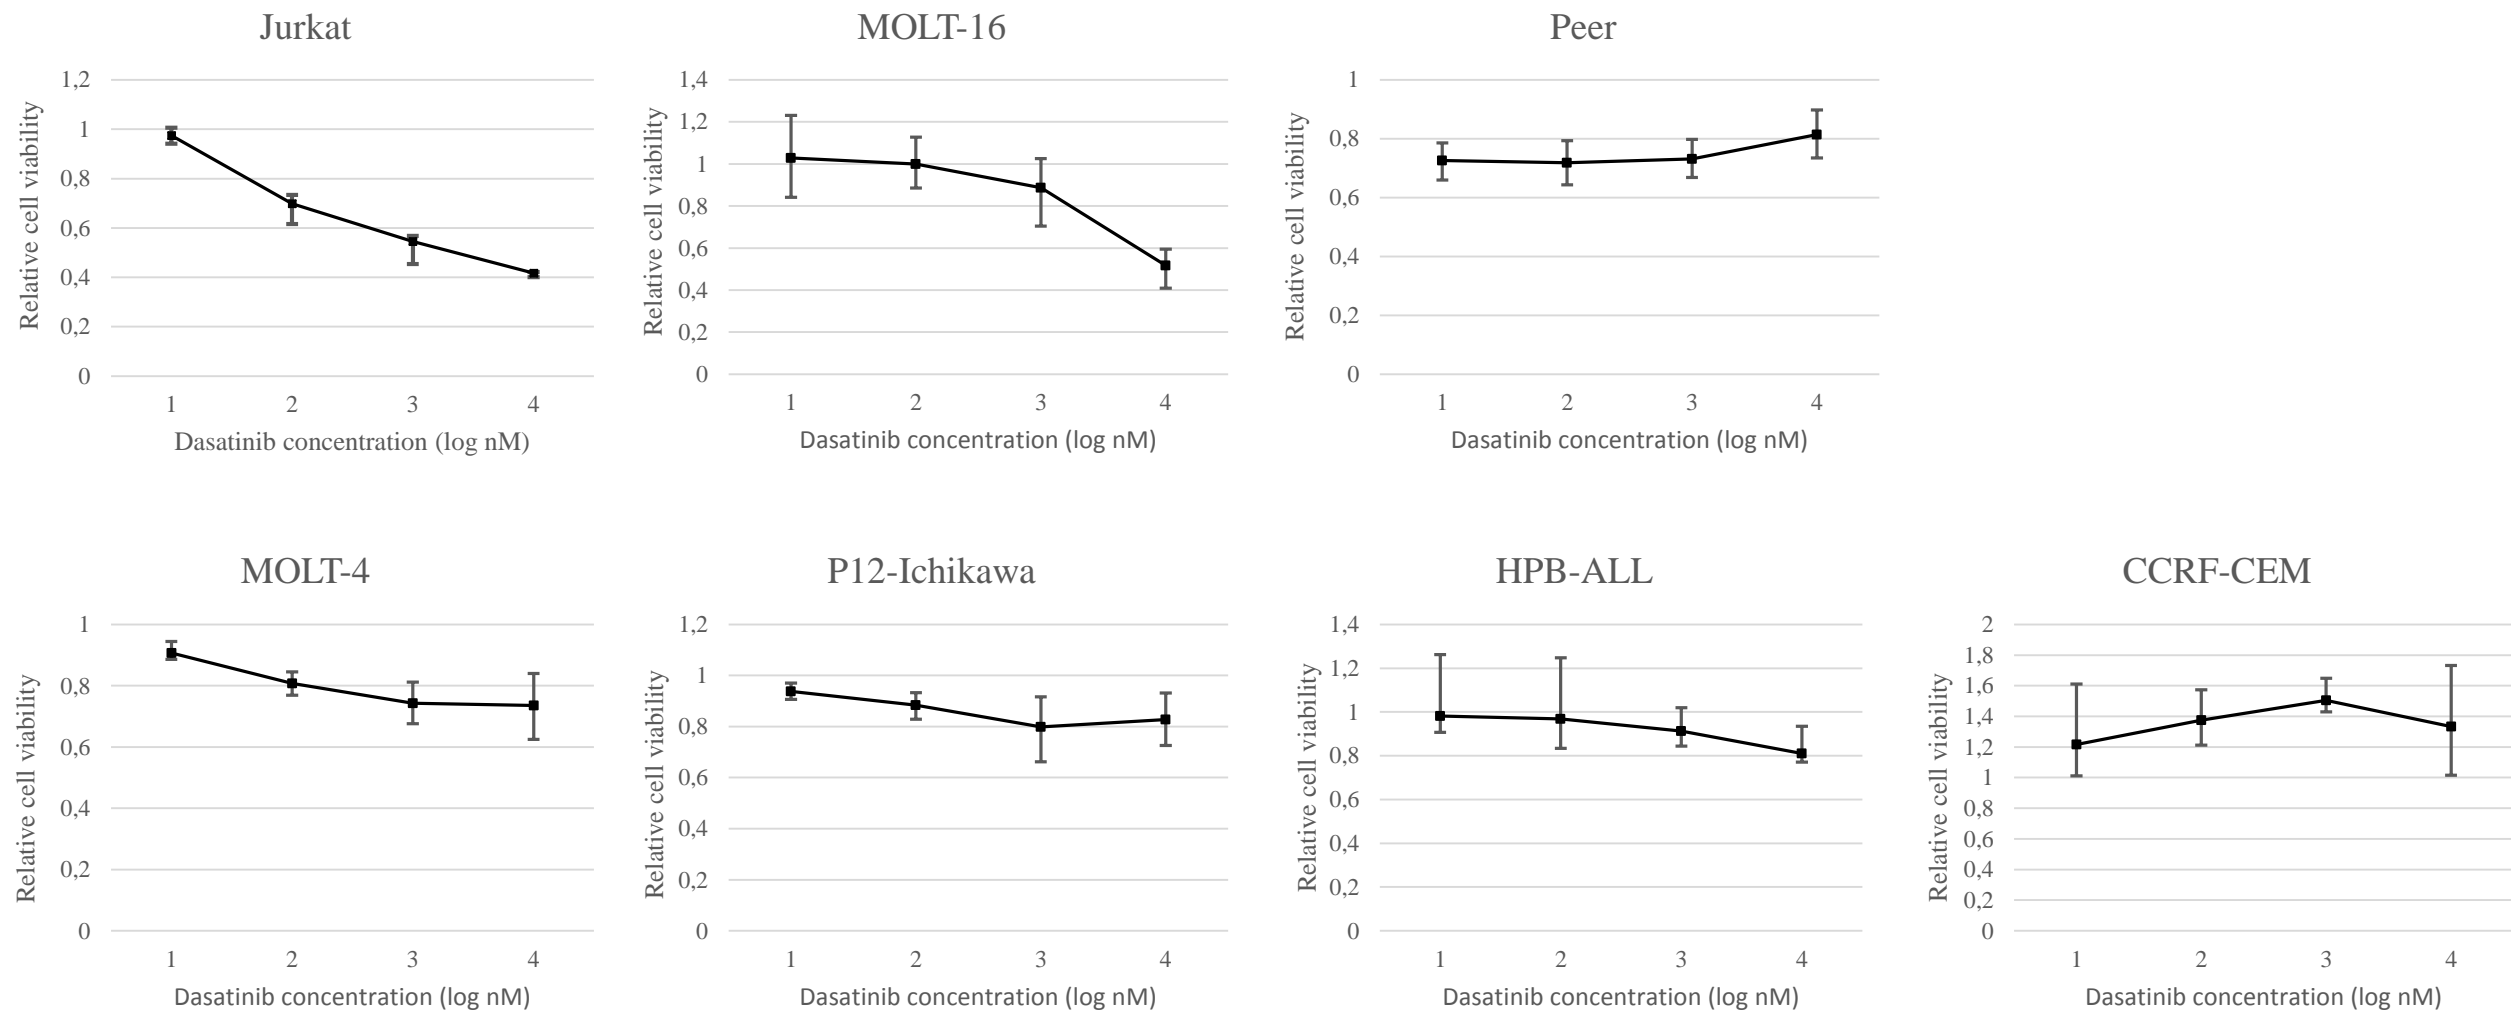 Jurkat
Relative cell viability
1,2
1
0,8
0,6
0,4
0,2
0
1 2 3 4
Dasatinib concentration (log nM)
MOLT-16
Relative cell viability
1,4
1,2
1
0,8
0,6
0,4
0,2
0
1 2 3 4
Dasatinib concentration (log nM)
Peer
Relative cell viability
1
0,8
0,6
0,4
0,2
0
1 2 3 4
Dasatinib concentration (log nM)
MOLT-4
Relative cell viability
1
0,8
0,6
0,4
0,2
0
1 2 3 4
Dasatinib concentration (log nM)
P12-Ichikawa
Relative cell viability
1,2
1
0,8
0,6
0,4
0,2
0
1 2 3 4
Dasatinib concentration (log nM)
HPB-ALL
Relative cell viability
1,4
1,2
1
0,8
0,6
0,4
0,2
0
1 2 3 4
Dasatinib concentration (log nM)
CCRF-CEM
Relative cell viability
2
1,8
1,6
1,4
1,2
1
0,8
0,6
0,4
0,2
0
1 2 3 4
Dasatinib concentration (log nM)